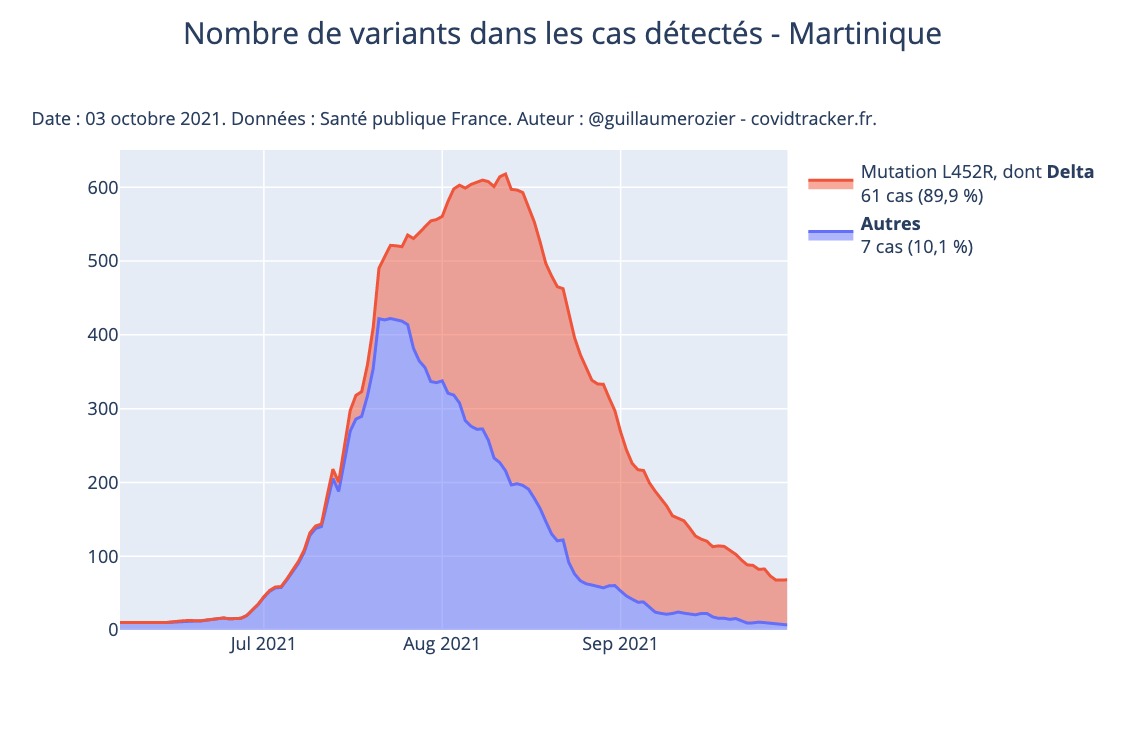 Nombre de variants dans les cas détectés - Martinique
Date : 03 octobre 2021. Données : Santé publique France. Auteur : @guillaumerozier - covidtracker.fr.
Mutation L452R, dont Delta
61 cas (89,9 %)
Autres
7 cas (10,1 %)
600
500
400
300
200
100
0
Jul 2021
Aug 2021
Sep 2021